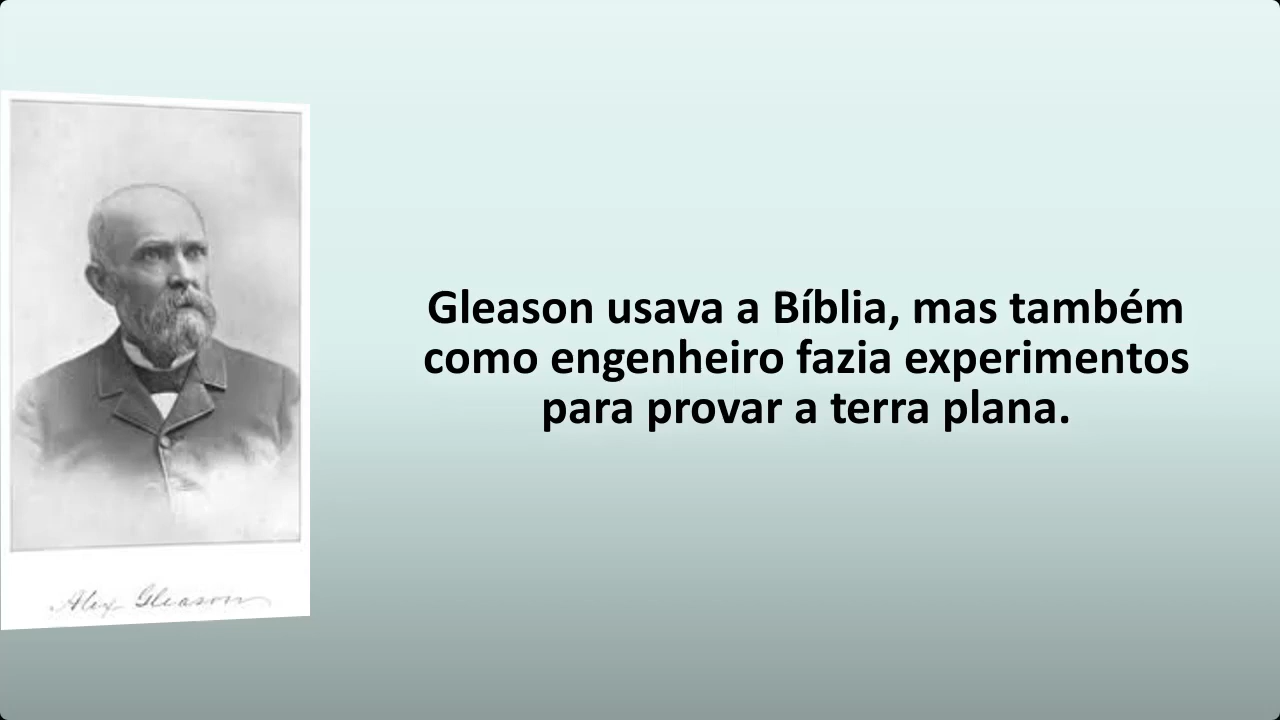 Gleason usava a Bíblia, mas também
como engenheiro fazia experimentos
para provar a terra plana.
Alex Gleason